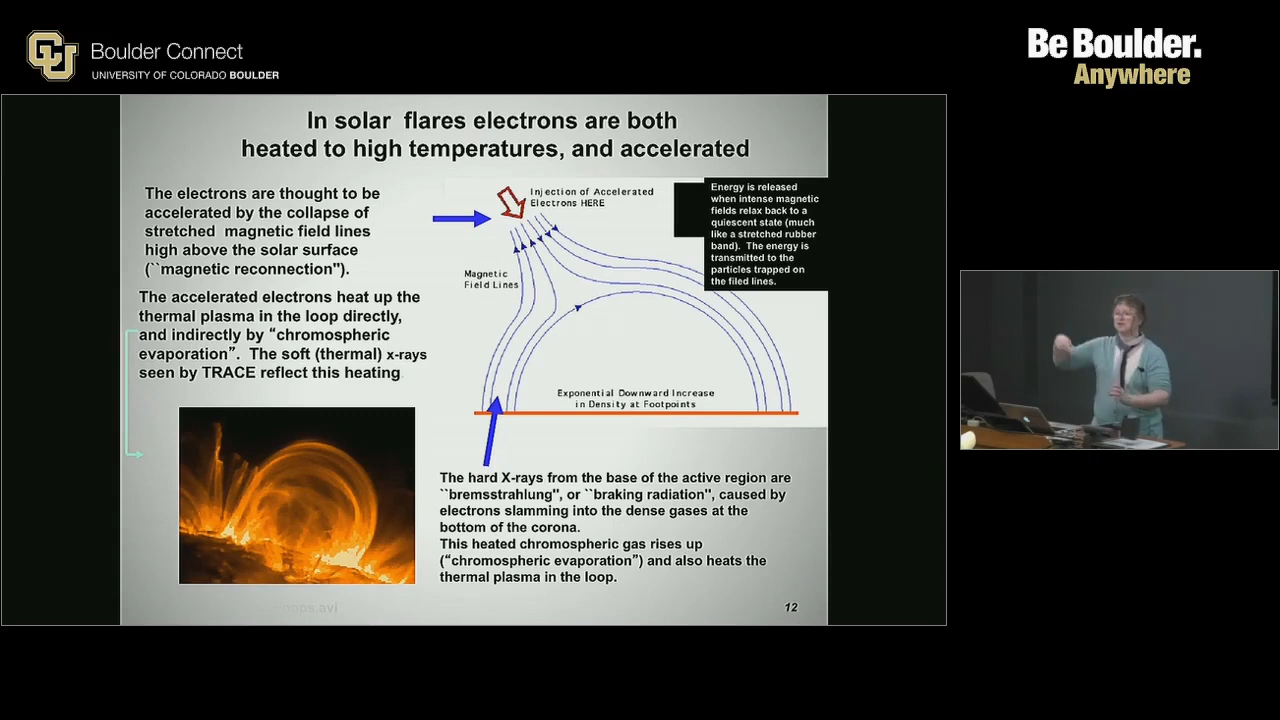 Boulder Connect
UNIVERSITY OF COLORADO BOULDER
Be Boulder.
Anywhere
In solar flares electrons are both
heated to high temperatures, and accelerated
The electrons are thought to be
accelerated by the collapse of
stretched magnetic field lines
high above the solar surface
(``magnetic reconnection").
The accelerated electrons heat up the
thermal plasma in the loop directly,
and indirectly by “chromospheric
evaporation”. The soft (thermal) x-rays
seen by TRACE reflect this heating
Injection of Accelerated
Electrons HERE
Magnetic
Field Lines
Energy is released
when intense magnetic
fields relax back to a
quiescent state (much
like a stretched rubber
band). The energy is
transmitted to the
particles trapped on
the filed lines.
Exponential Downward Increase
in Density at Footpoints
The hard X-rays from the base of the active region are
``bremsstrahlung", or ``braking radiation", caused by
electrons slamming into the dense gases at the
bottom of the corona.
This heated chromospheric gas rises up
(“chromospheric evaporation”) and also heats the
thermal plasma in the loop.
12